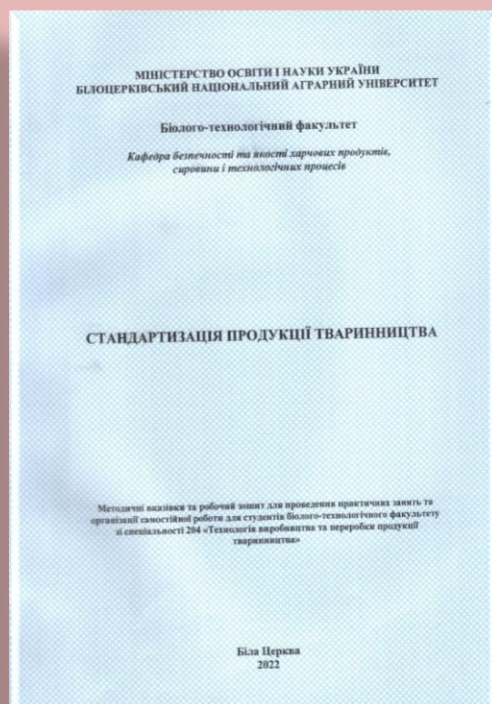 МІНІСТЕРСТВО ОСВІТИ І НАУКИ УКРАЇНИ
БІЛОЦЕРКІВСЬКИЙ НАЦІОНАЛЬНИЙ АГРАРНИЙ УНІВЕРСИТЕТ
Біолого-технологічний факультет
Кафедра безпечності та якості харчових продуктів,
сировини і технологічних процесів
СТАНДАРТИЗАЦІЯ ПРОДУКЦІЇ ТВАРИННИЦТВА
Методичні вказівки та робочий зошит для проведення практичних занять та
організації самостійної роботи для студентів біолого-технологічного факультету
зі спеціальності 204 «Технологія виробництва та переробки продукції
тваринництва»
Біла Церква
2022